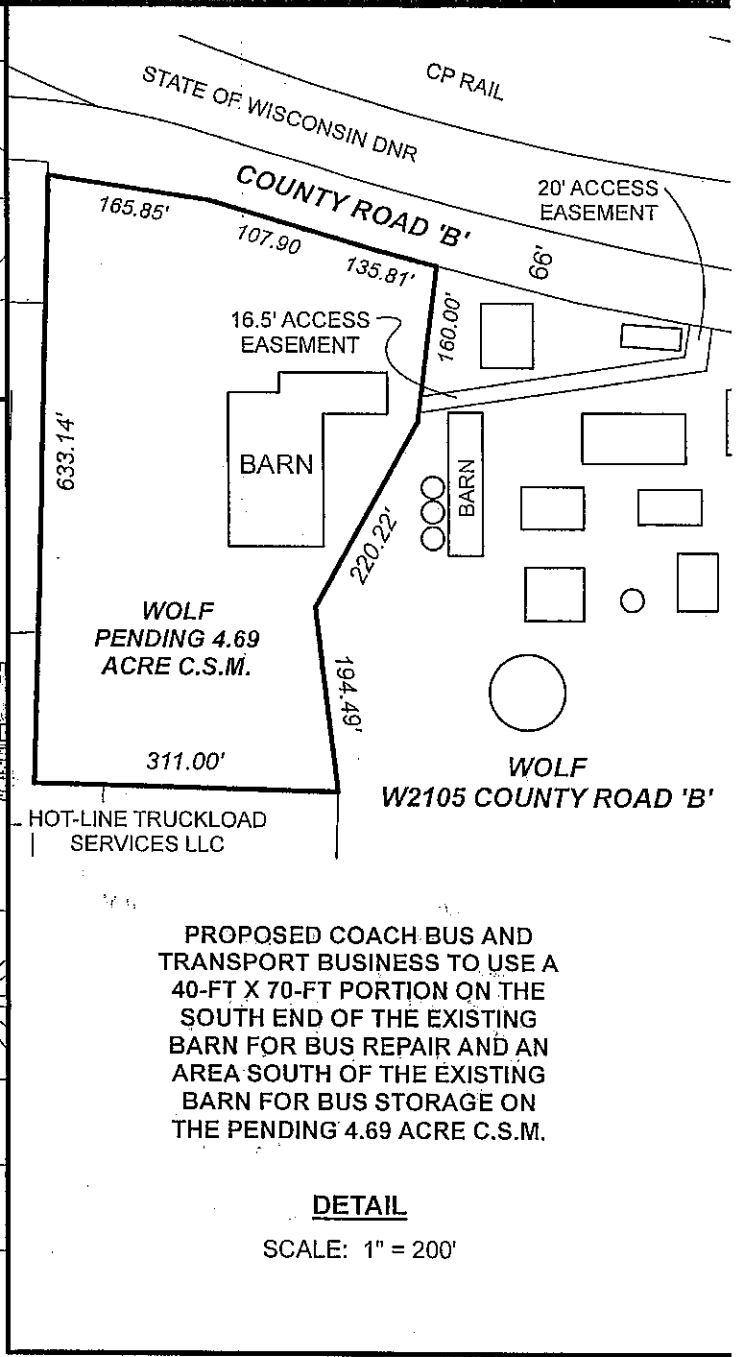 CP RAIL
STATE OF WISCONSIN DNR
COUNTY ROAD 'B'
20' ACCESS
EASEMENT
165.85'
107.90
135.81'
66'
16.5' ACCESS
EASEMENT
160.00'
633.14'
BARN
BARN
220.22'
WOLF
PENDING 4.69
ACRE C.S.M.
194.49'
311.00'
WOLF
W2105 COUNTY ROAD 'B'
HOT-LINE TRUCKLOAD
SERVICES LLC
PROPOSED COACH BUS AND
TRANSPORT BUSINESS TO USE A
40-FT X 70-FT PORTION ON THE
SOUTH END OF THE EXISTING
BARN FOR BUS REPAIR AND AN
AREA SOUTH OF THE EXISTING
BARN FOR BUS STORAGE ON
THE PENDING 4.69 ACRE C.S.M.
DETAIL
SCALE: 1" = 200'